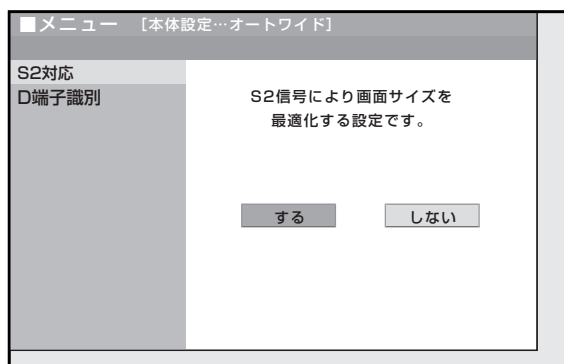 ■メニュー [本体設定…オートワイド]
S2対応
D端子識別
S2信号により画面サイズを
最適化する設定です。
する
しない